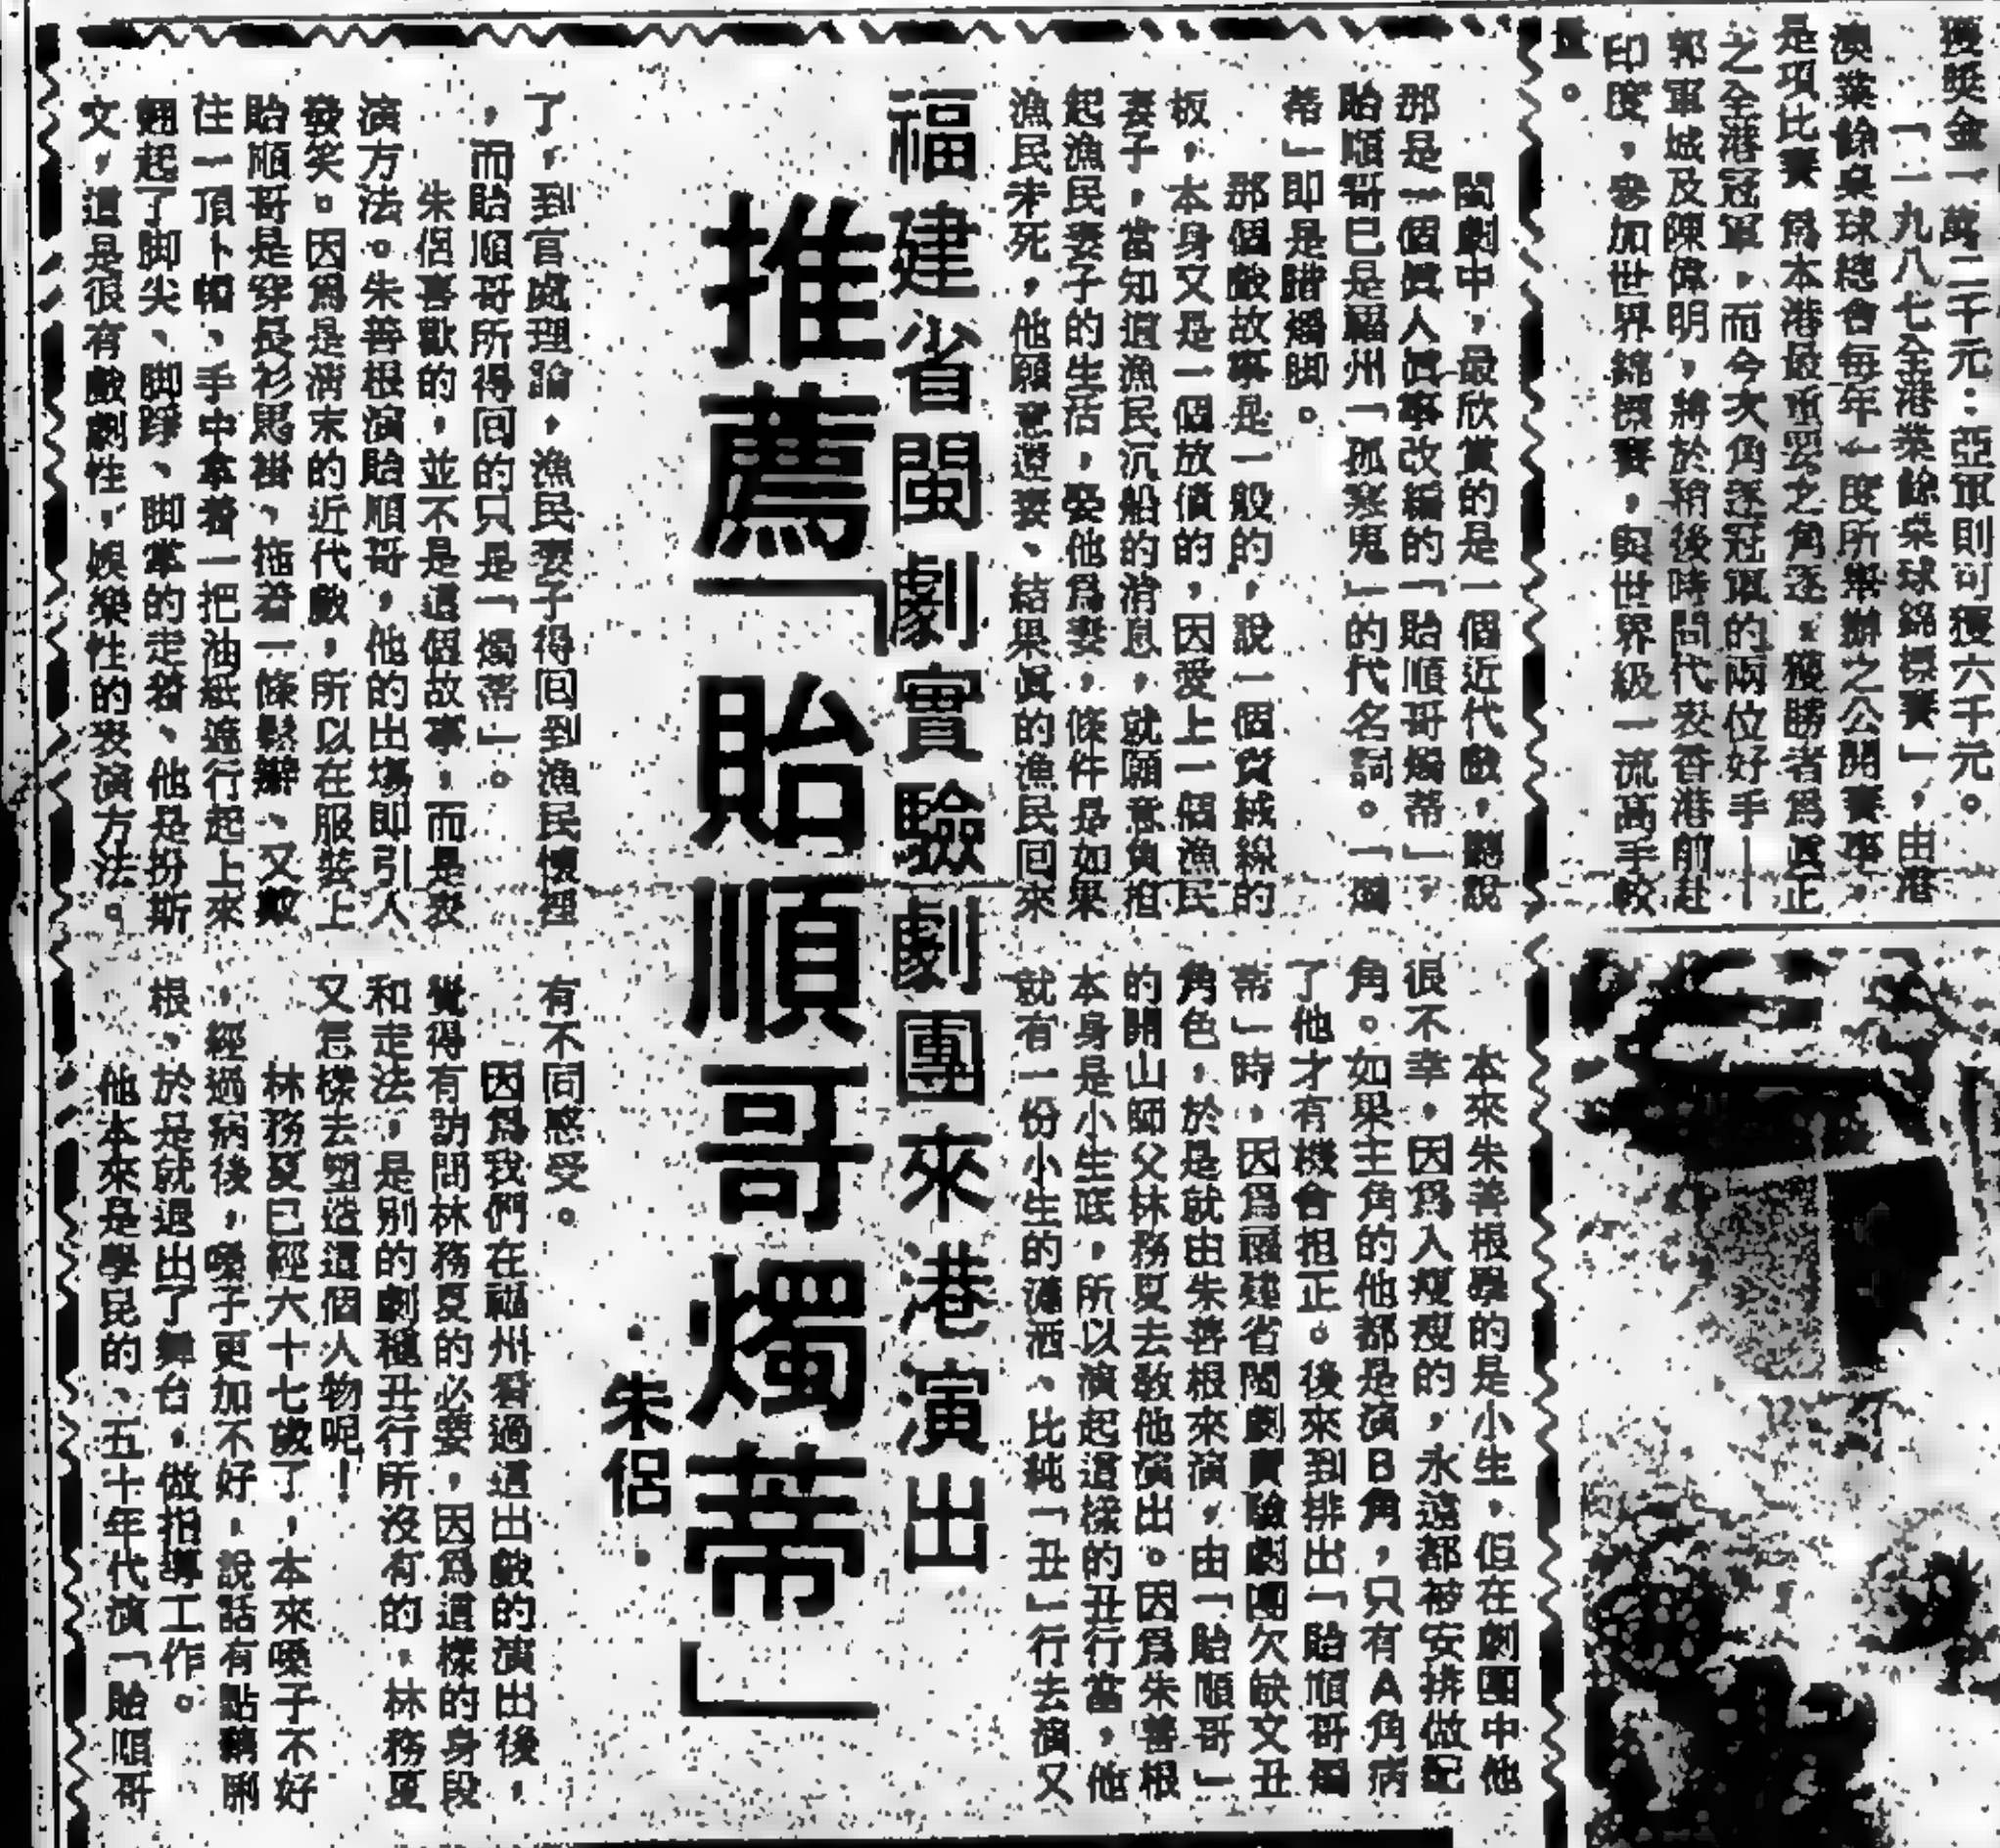 獲獎金一萬二千元:亞軍則可獲六千元。
「一九八七全港業餘桌球錦標賽」,由港
澳業餘桌球總會每年一度所舉辦之公開賽事,
是項比賽爲本港最重要之角逐,獲勝者爲眞正
之全港冠軍,而今次角逐冠軍的兩位好手——
郭軍城及陳偉明,將於稍後時間代表香港前赴
印度,參加世界錦標賽,與世界級一流高手較
量。
福建省閩劇實驗劇團來港演出
推薦「貽順哥燭蒂」
·朱侶·
閩劇中,最欣賞的是一個近代戲,聽說
那是一個眞人眞事改編的「貽順哥燭蒂」,
貽順哥已是福州「孤寒鬼」的代名詞。「燭
蒂」即是腊燭脚。
那個戲故事是一般的,說一個賣絨線的
板,本身又是一個放債的,因愛上一個漁民
妻子,當知道漁民沉船的消息,就願意負担
起漁民妻子的生活,娶他爲妻,條件是如果
漁民未死,他願意還妻、結果眞的漁民回來
了,到官處理論,漁民妻子得回到漁民懷裡
,而貽順哥所得回的只是「燭蒂」。
朱侶喜歡的,並不是這個故事,而是表
演方法。朱善根演貽順哥,他的出塲即引人
發笑。因爲是淸末的近代戲,所以在服裝上
貽順哥是穿長衫馬褂、拖着一條鬆辮、又戴
住一頂卜帽、手中拿着一把油紙遮行起上來
翹起了脚尖、脚踭、脚掌的走着、他是扮斯
文,這是很有戲劇性,娛樂性的表演方法。
本來朱善根學的是小生,但在劇團中他
很不幸,因爲入瘦瘦的,永遠都被安排做配
角。如果主角的他都是演B角,只有A角病
了他才有機會担正。後來到排出「貽順哥燭
蒂」時,因爲福建省閩劇實驗劇團欠缺文丑
角色,於是就由朱善根來演,由「貽順哥」
的開山師父林務夏去敎他演出。因爲朱善根
本身是小生底,所以演起這樣的丑行當,他
就有一份小生的瀟洒、比純「丑」行去演又
有不同感受。
因爲我們在福州看過這出戲的演出後,
覺得有訪問林務夏的必要,因爲這樣的身段
和走法,是别的劇種丑行所沒有的,林務夏
又怎樣去塑造這個人物呢!
林務夏已經六十七歲了,本來嗓子不好
,經過病後,嗓子更加不好,說話有點
根、於是就退出了舞台,做指導工作。
他本來是學民的、五十年代演「貽順哥